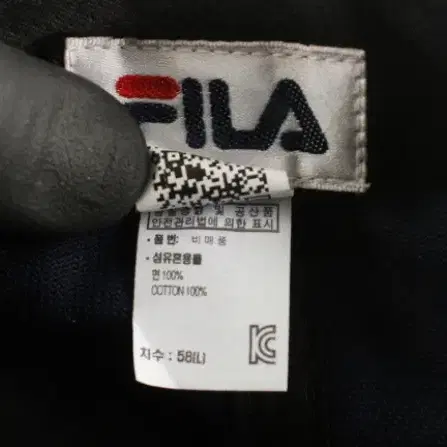 FILA
및 공산품
안전관리법에 의한 표시
· 품 번: 비매품
· 섬유혼용률
면 100%
COTTON 100%
치수 : 58(L)
KC